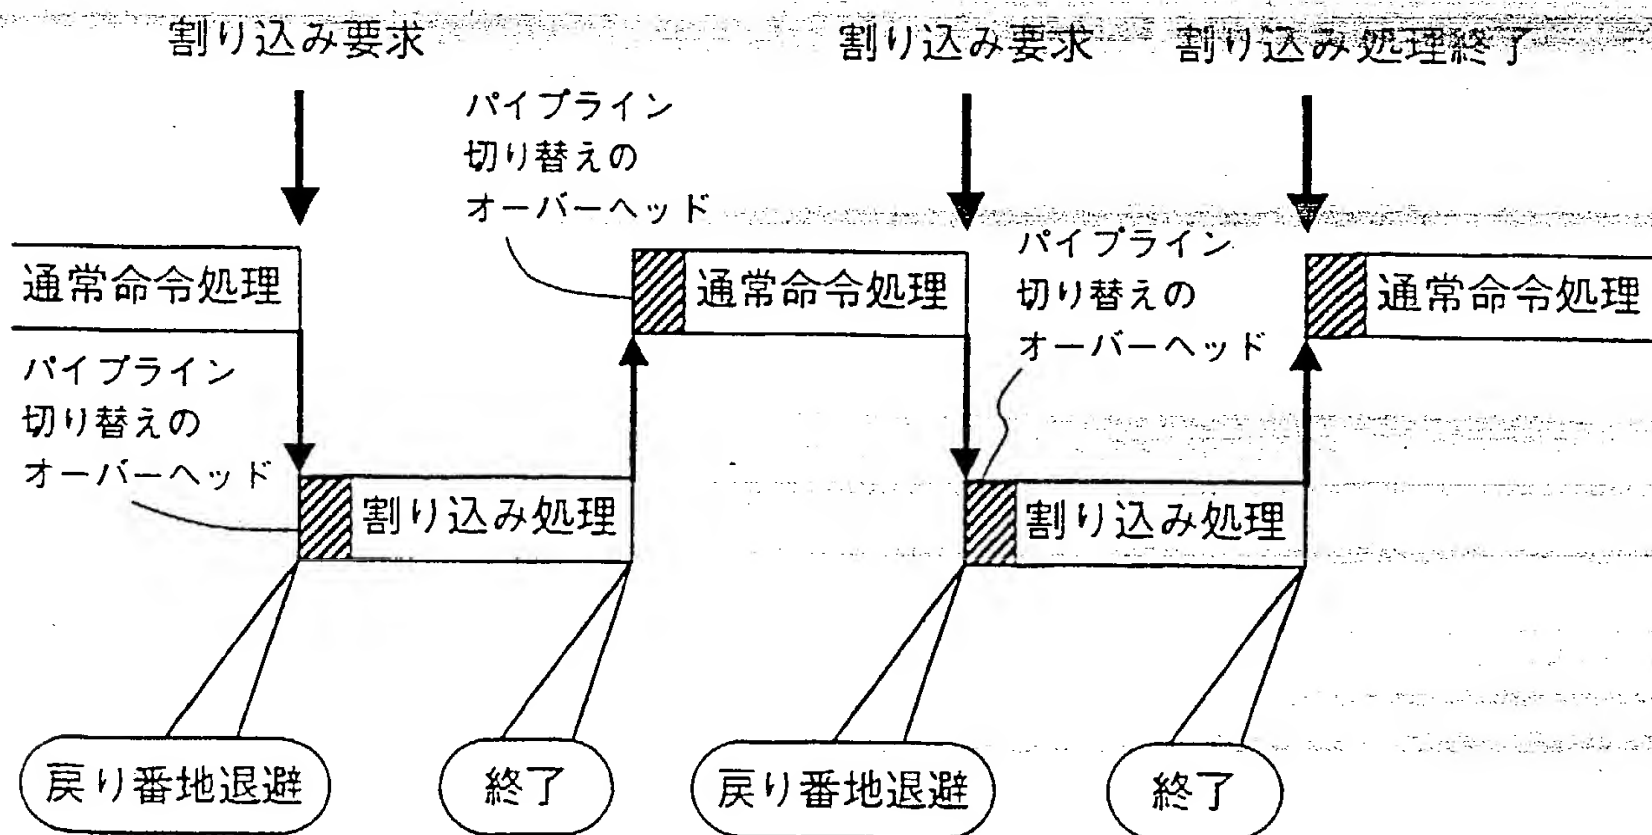 割り込み要求
割り込み要求
割り込み処理終了
パイプライン
切り替えの
オーバーヘッド
パイプライン
切り替えの
オーバーヘッド
通常命令処理
通常命令処理
通常命令処理
パイプライン
切り替えの
オーバーヘッド
割り込み処理
割り込み処理
戻り番地退避
終了
戻り番地退避
終了